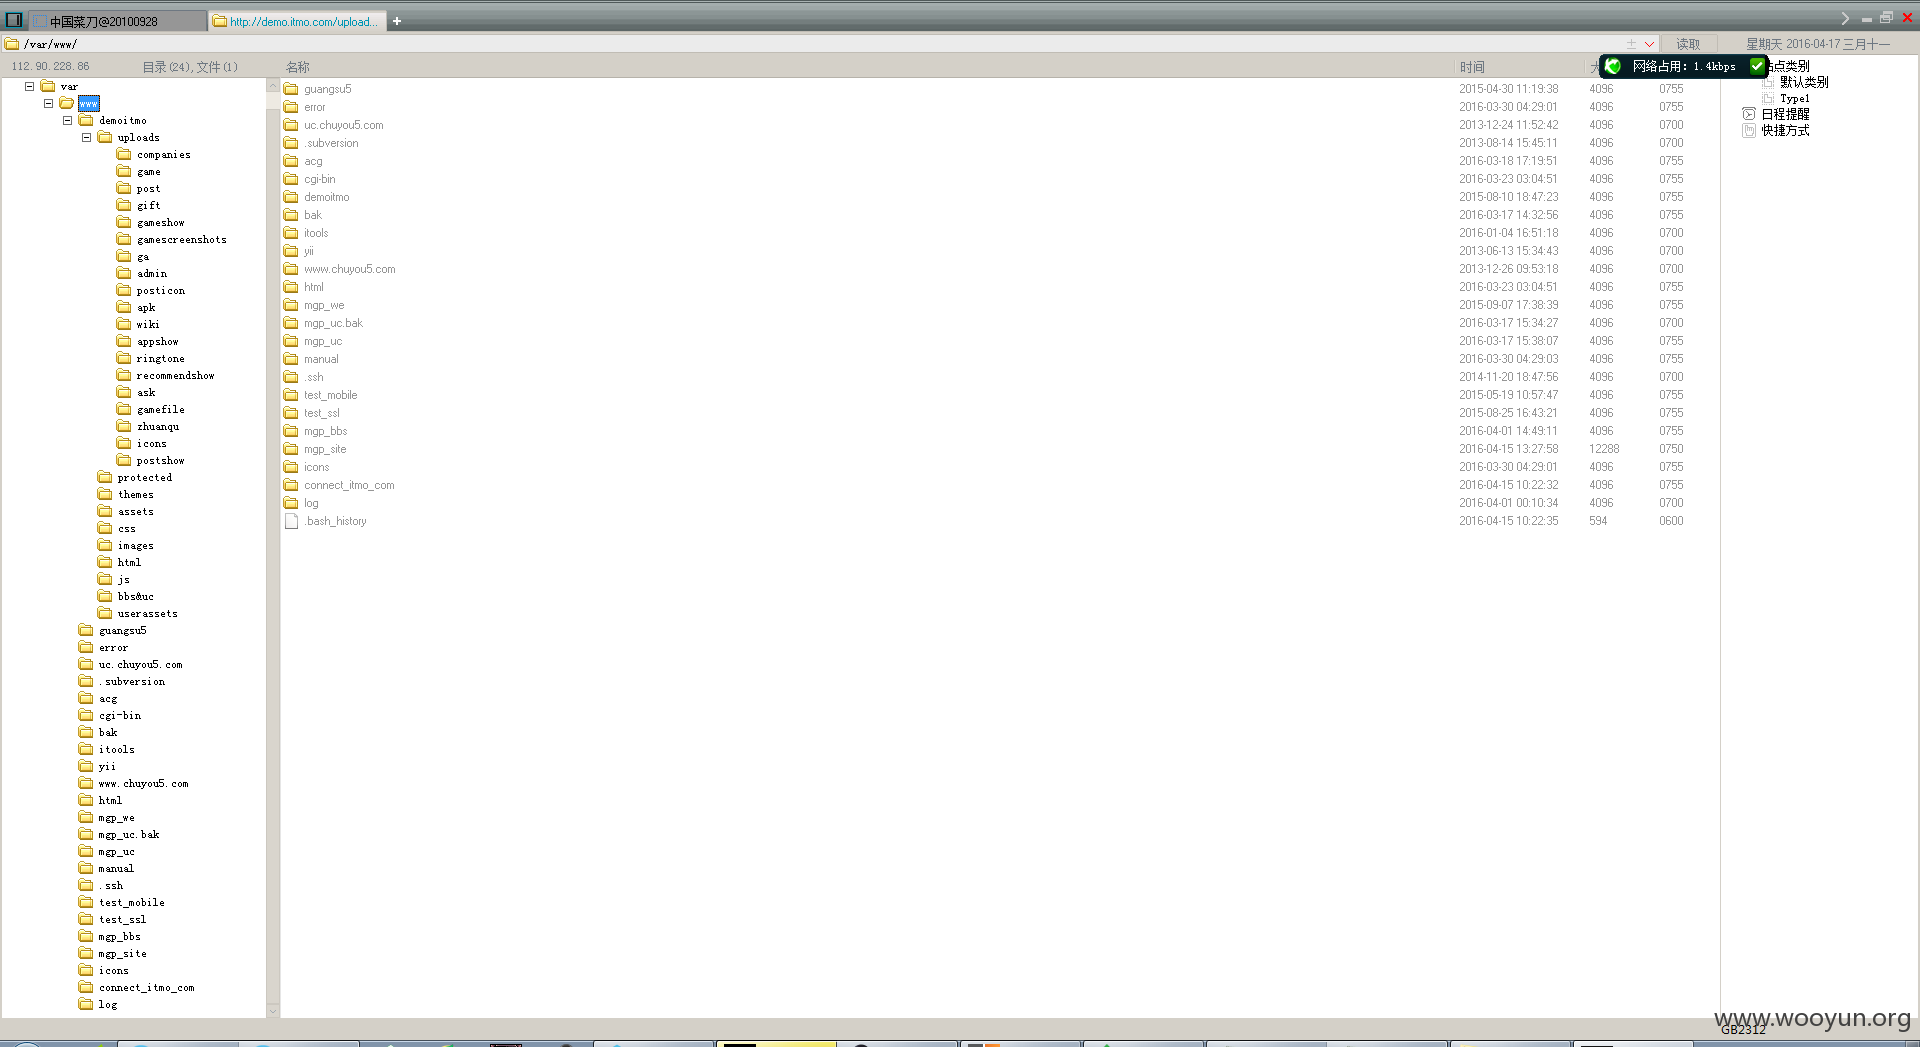 中国菜刀@20100928
http://demo.itmo.com/upload...
+
/var/www/
读取
星期天 2016-04-17 三月十一
112.90.228.86
目录(24),文件(1)
名称
时间
网络占用: 1.4kbps
点类别
默认类别
Type1
日程提醒
快捷方式
var
www
demoitmo
uploads
companies
game
post
gift
gameshow
gamescreenshots
ga
admin
posticon
apk
wiki
appshow
ringtone
recommendshow
ask
gamefile
zhuanqu
icons
postshow
protected
themes
assets
css
images
html
js
bbs&uc
userassets
guangsu5
error
uc.chuyou5.com
.subversion
acg
cgi-bin
bak
itools
yii
www.chuyou5.com
html
mgp_we
mgp_uc.bak
mgp_uc
manual
.ssh
test_mobile
test_ssl
mgp_bbs
mgp_site
icons
connect_itmo_com
log
guangsu5 2015-04-30 11:19:38 4096 0755
error 2016-03-30 04:29:01 4096 0755
uc.chuyou5.com 2013-12-24 11:52:42 4096 0700
.subversion 2013-08-14 15:45:11 4096 0700
acg 2016-03-18 17:19:51 4096 0755
cgi-bin 2016-03-23 03:04:51 4096 0755
demoitmo 2015-08-10 18:47:23 4096 0755
bak 2016-03-17 14:32:56 4096 0755
itools 2016-01-04 16:51:18 4096 0700
yii 2013-06-13 15:34:43 4096 0700
www.chuyou5.com 2013-12-26 09:53:18 4096 0700
html 2016-03-23 03:04:51 4096 0755
mgp_we 2015-09-07 17:38:39 4096 0755
mgp_uc.bak 2016-03-17 15:34:27 4096 0700
mgp_uc 2016-03-17 15:38:07 4096 0755
manual 2016-03-30 04:29:03 4096 0755
.ssh 2014-11-20 18:47:56 4096 0700
test_mobile 2015-05-19 10:57:47 4096 0755
test_ssl 2015-08-25 16:43:21 4096 0755
mgp_bbs 2016-04-01 14:49:11 4096 0755
mgp_site 2016-04-15 13:27:58 12288 0750
icons 2016-03-30 04:29:01 4096 0755
connect_itmo_com 2016-04-15 10:22:32 4096 0755
log 2016-04-01 00:10:34 4096 0700
.bash_history 2016-04-15 10:22:35 594 0600
www.wooyun.org
GB2312